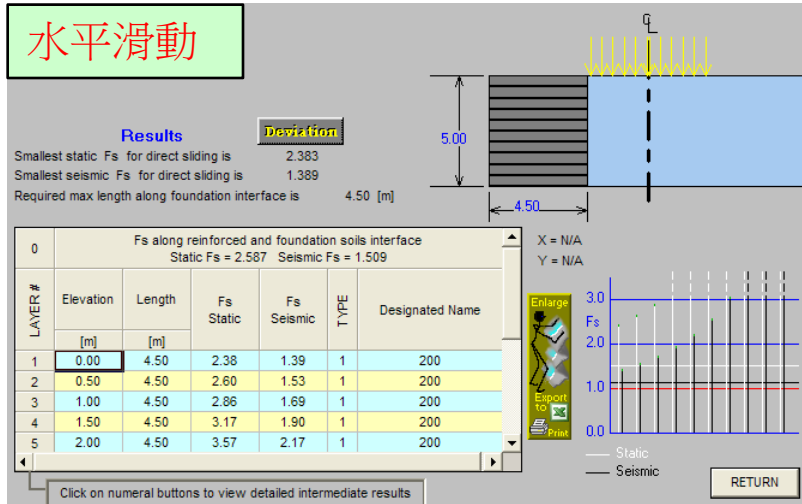 水平滑動
Results
Deviation
Smallest static Fs for direct sliding is 2.383
Smallest seismic Fs for direct sliding is 1.389
Required max length along foundation interface is 4.50 [m]
℄
5.00
4.50
X = N/A
Y = N/A
0
Fs along reinforced and foundation soils interface
Static Fs = 2.587 Seismic Fs = 1.509
LAYER #
Elevation Length Fs Static Fs Seismic TYPE Designated Name
[m] [m]
1 0.00 4.50 2.38 1.39 1 200
2 0.50 4.50 2.60 1.53 1 200
3 1.00 4.50 2.86 1.69 1 200
4 1.50 4.50 3.17 1.90 1 200
5 2.00 4.50 3.57 2.17 1 200
Click on numeral buttons to view detailed intermediate results
Enlarge
Export
to
Print
3.0
Fs
2.0
1.0
0.0
Static
Seismic
RETURN